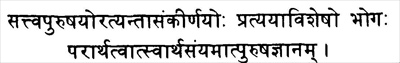 सत्त्वपुरुषयोरत्यन्तासंकीर्णयोः प्रत्ययाविशेषो भोगः
परार्थत्वात्स्वार्थसंयमात्पुरुषज्ञानम् ।